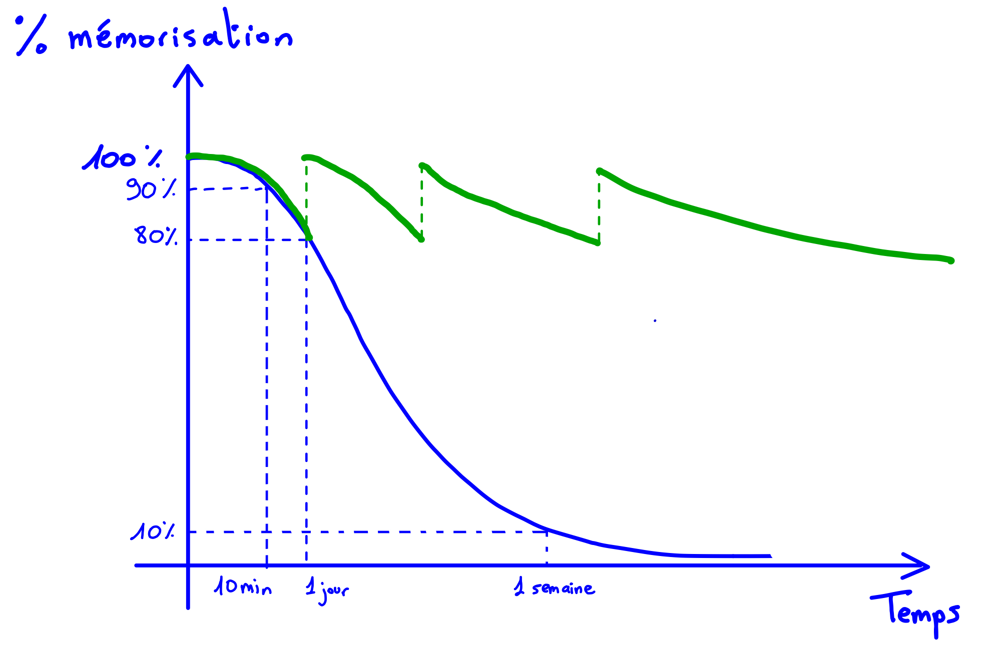 % mémorisation
100%
90%
80%
10%
10min 1 jour 1 semaine
Temps